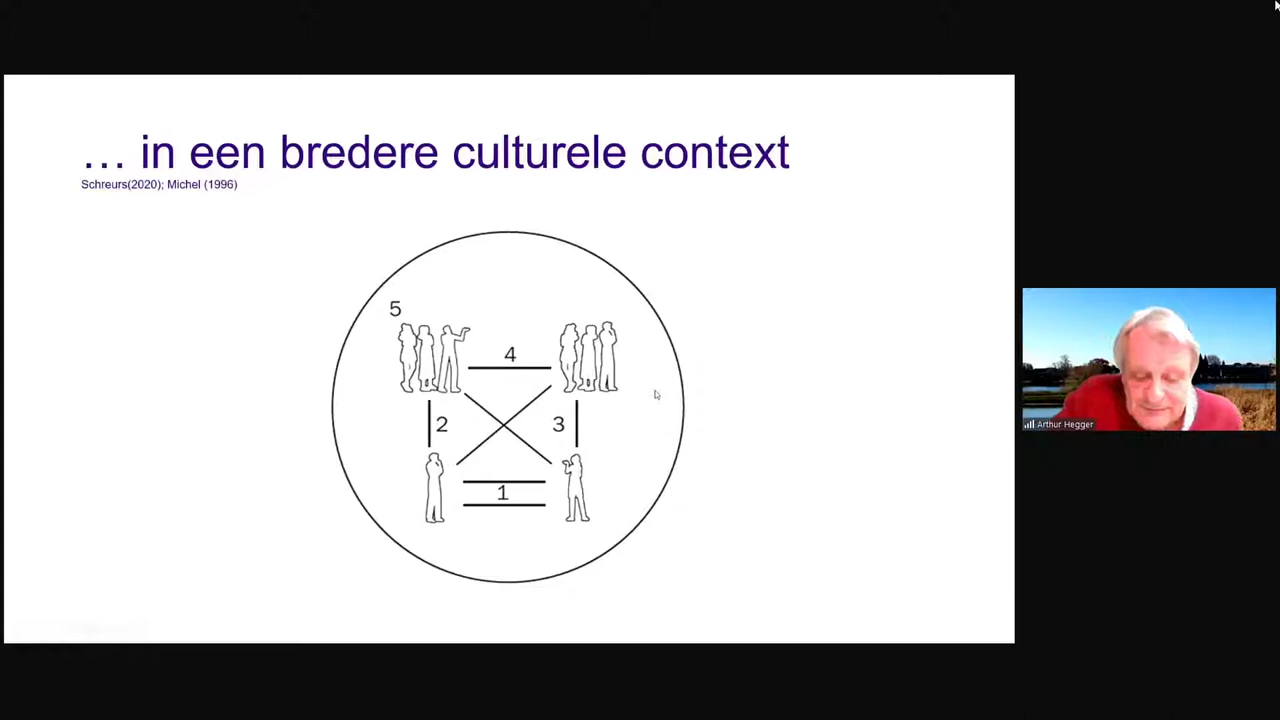 … in een bredere culturele context
Schreurs(2020); Michel (1996)
5
4
2
3
1
Arthur Hegger